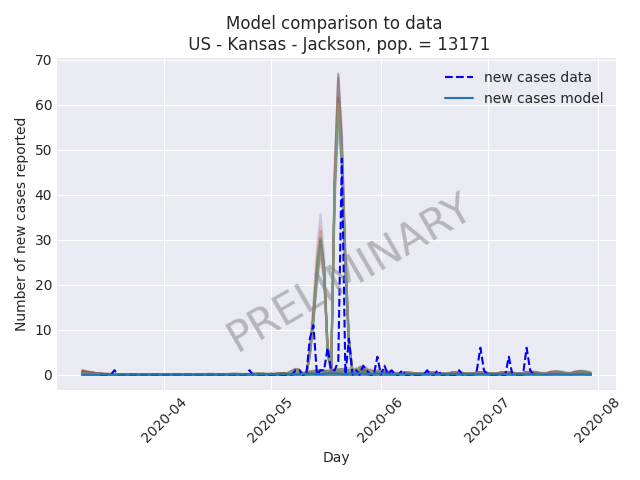 Model comparison to data
US - Kansas - Jackson, pop. = 13171
Number of new cases reported
70
60
50
40
30
20
10
0
new cases data
new cases model
PRELIMINARY
2020-04
2020-05
2020-06
2020-07
2020-08
Day